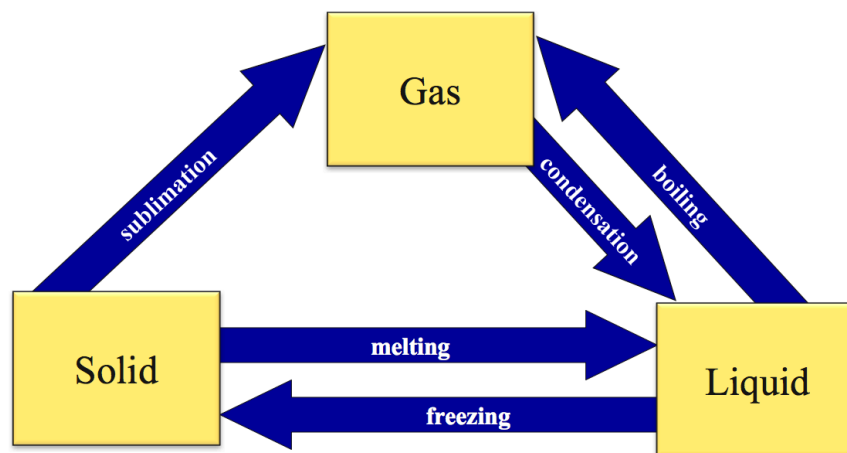 Gas
sublimation
condensation
boiling
Solid
melting
Liquid
freezing